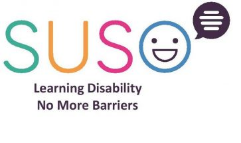 SUSO
Learning Disability
No More Barriers